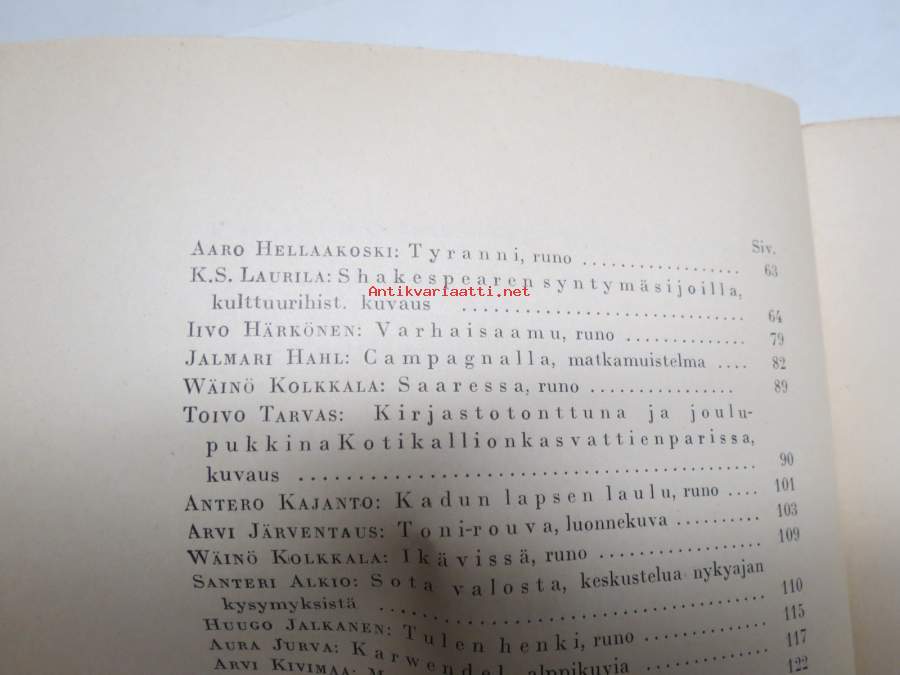 Siv.
AARO HELLAAKOSKI: Tyranni, runo .................... 63
K.S. LAURILA: Shakespearen syntymäsijoilla,
kulttuurihist. kuvaus .............................. 64
Antikvariaatti.net
IIVO HÄRKÖNEN: Varhaisaamu, runo .............. 79
JALMARI HAHL: Campagnalla, matkamuistelma .... 82
WÄINÖ KOLKKALA: Saaressa, runo ................ 89
TOIVO TARVAS: Kirjastotonttuna ja joulu-
pukkina Kotikallion kasvattien parissa,
kuvaus .................................................. 90
ANTERO KAJANTO: Kadun lapsen laulu, runo .... 101
ARVI JÄRVENTAUS: Toni-rouva, luonnekuva .......... 103
WÄINÖ KOLKKALA: Ikävissä, runo .................. 109
SANTERI ALKIO: Sota valosta, keskustelua nykyajan
kysymyksistä ........................................ 110
HUUGO JALKANEN: Tulen henki, runo .............. 115
AURA JURVA: Karwendel, alppikuvia .............. 117
ARVI KIVIMAA: 122